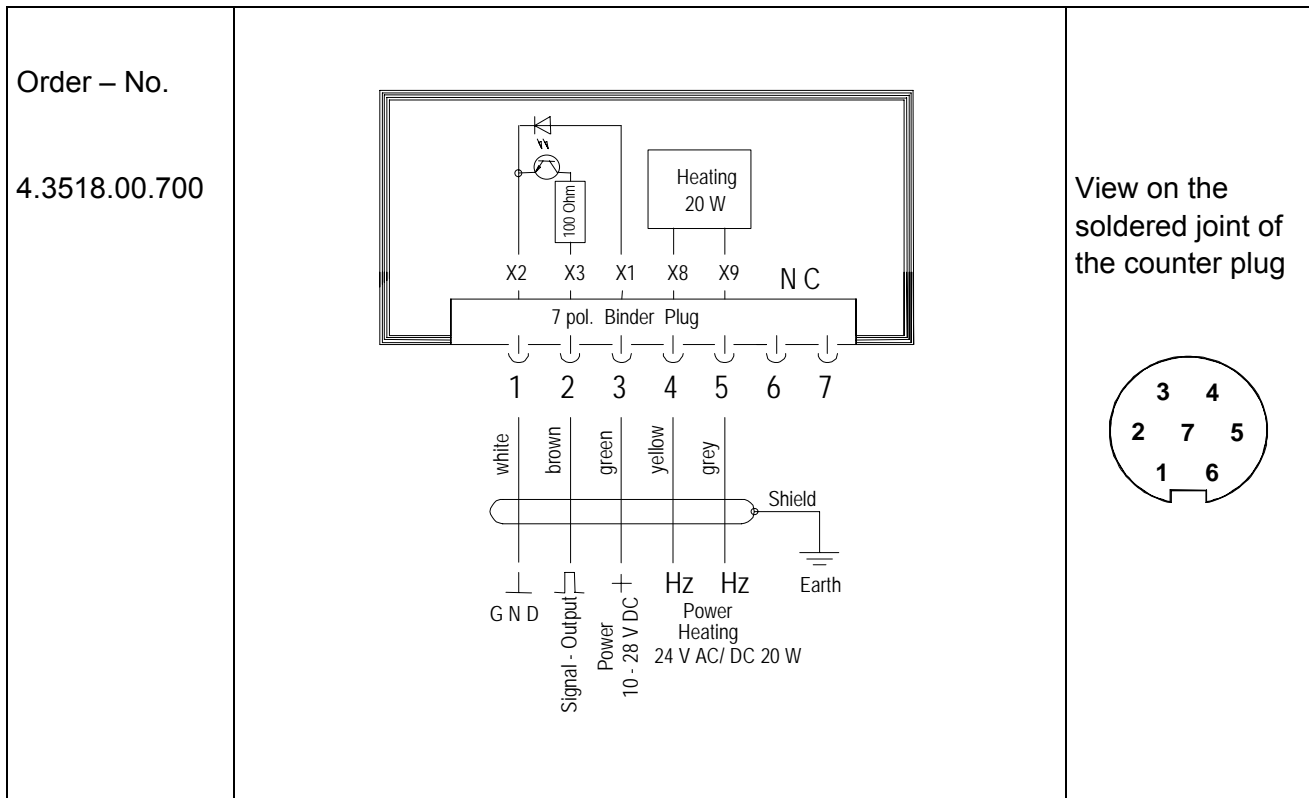 Order – No.
4.3518.00.700
100 Ohm
Heating
20 W
X2 X3 X1 X8 X9 N C
7 pol. Binder Plug
1 2 3 4 5 6 7
white
brown
green
yellow
grey
Shield
Earth
G N D
Signal - Output
Power
10 - 28 V DC
Hz Hz
Power
Heating
24 V AC/ DC 20 W
View on the
soldered joint of
the counter plug
3 4
2 7 5
1 6